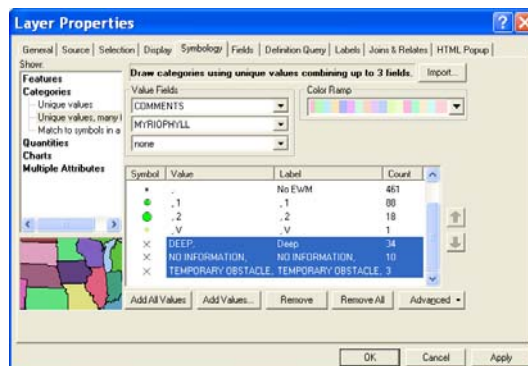 Layer Properties
General Source Selection Display Symbology Fields Definition Query Labels Joins & Relates HTML Popup
Show:
Features
Categories
Unique values
Unique values, many
Match to symbols in a
Quantities
Charts
Multiple Attributes
Draw categories using unique values combining up to 3 fields.
Import...
Value Fields
COMMENTS
MYRIOPHYLL
none
Color Ramp
Symbol Value Label Count
, No EWM 461
, 1 , 1 88
, 2 , 2 18
, V , V 1
DEEP, Deep 34
NO INFORMATION, NO INFORMATION, 10
TEMPORARY OBSTACLE, TEMPORARY OBSTACLE, 3
Add All Values Add Values... Remove Remove All Advanced
OK Cancel Apply